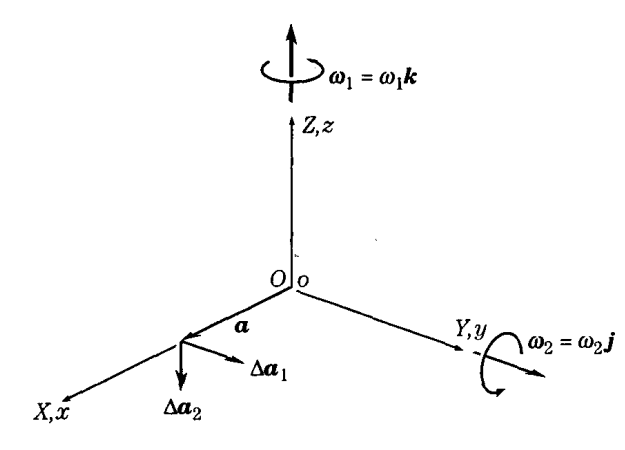 ω₁ = ω₁k
Z,z
O o
a
Y,y
ω₂ = ω₂j
Δa₁
Δa₂
X,x